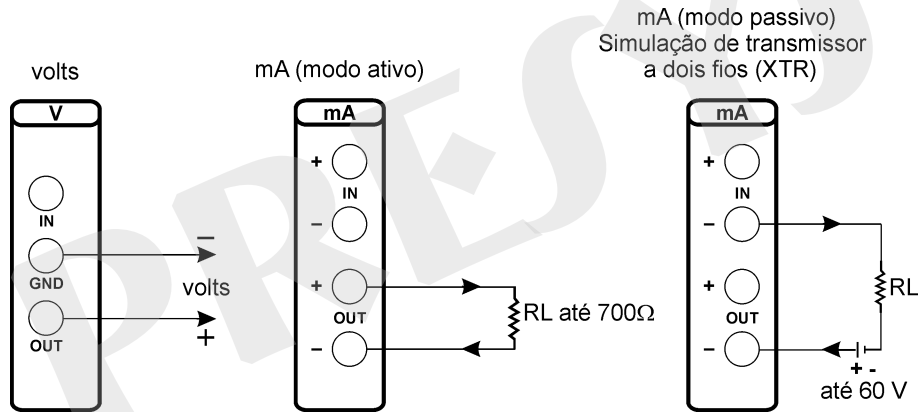 volts
V
IN
GND
OUT
−
volts
+
mA (modo ativo)
mA
+
IN
−
+
OUT
−
RL até 700Ω
mA (modo passivo)
Simulação de transmissor
a dois fios (XTR)
mA
+
IN
−
+
OUT
−
RL
+ -
até 60 V
PRESYS